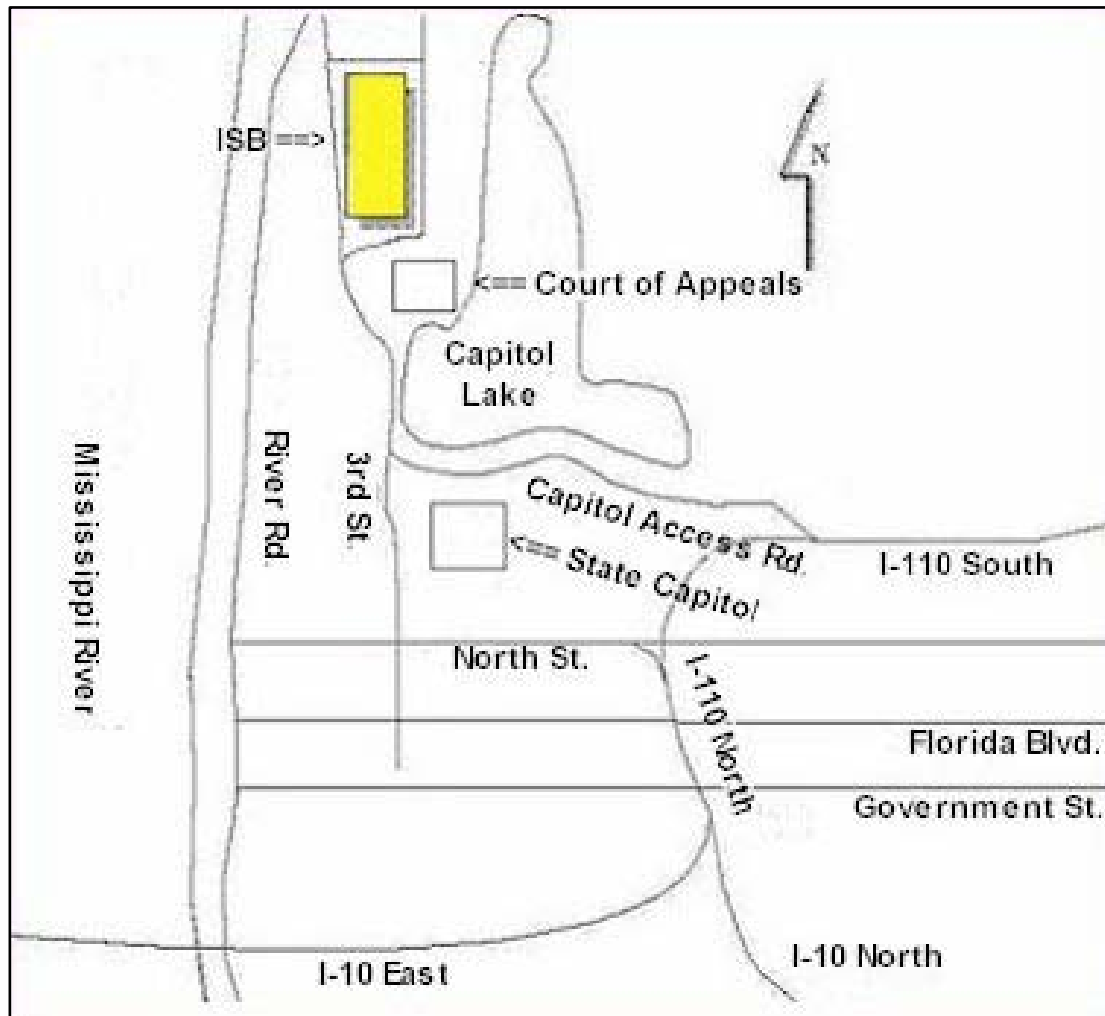 ISB ==>
N
<== Court of Appeals
Capitol
Lake
Mississippi River
River Rd.
3rd St.
Capitol Access Rd.
<== State Capitol
I-110 South
North St.
I-110 North
Florida Blvd.
Government St.
I-10 East
I-10 North